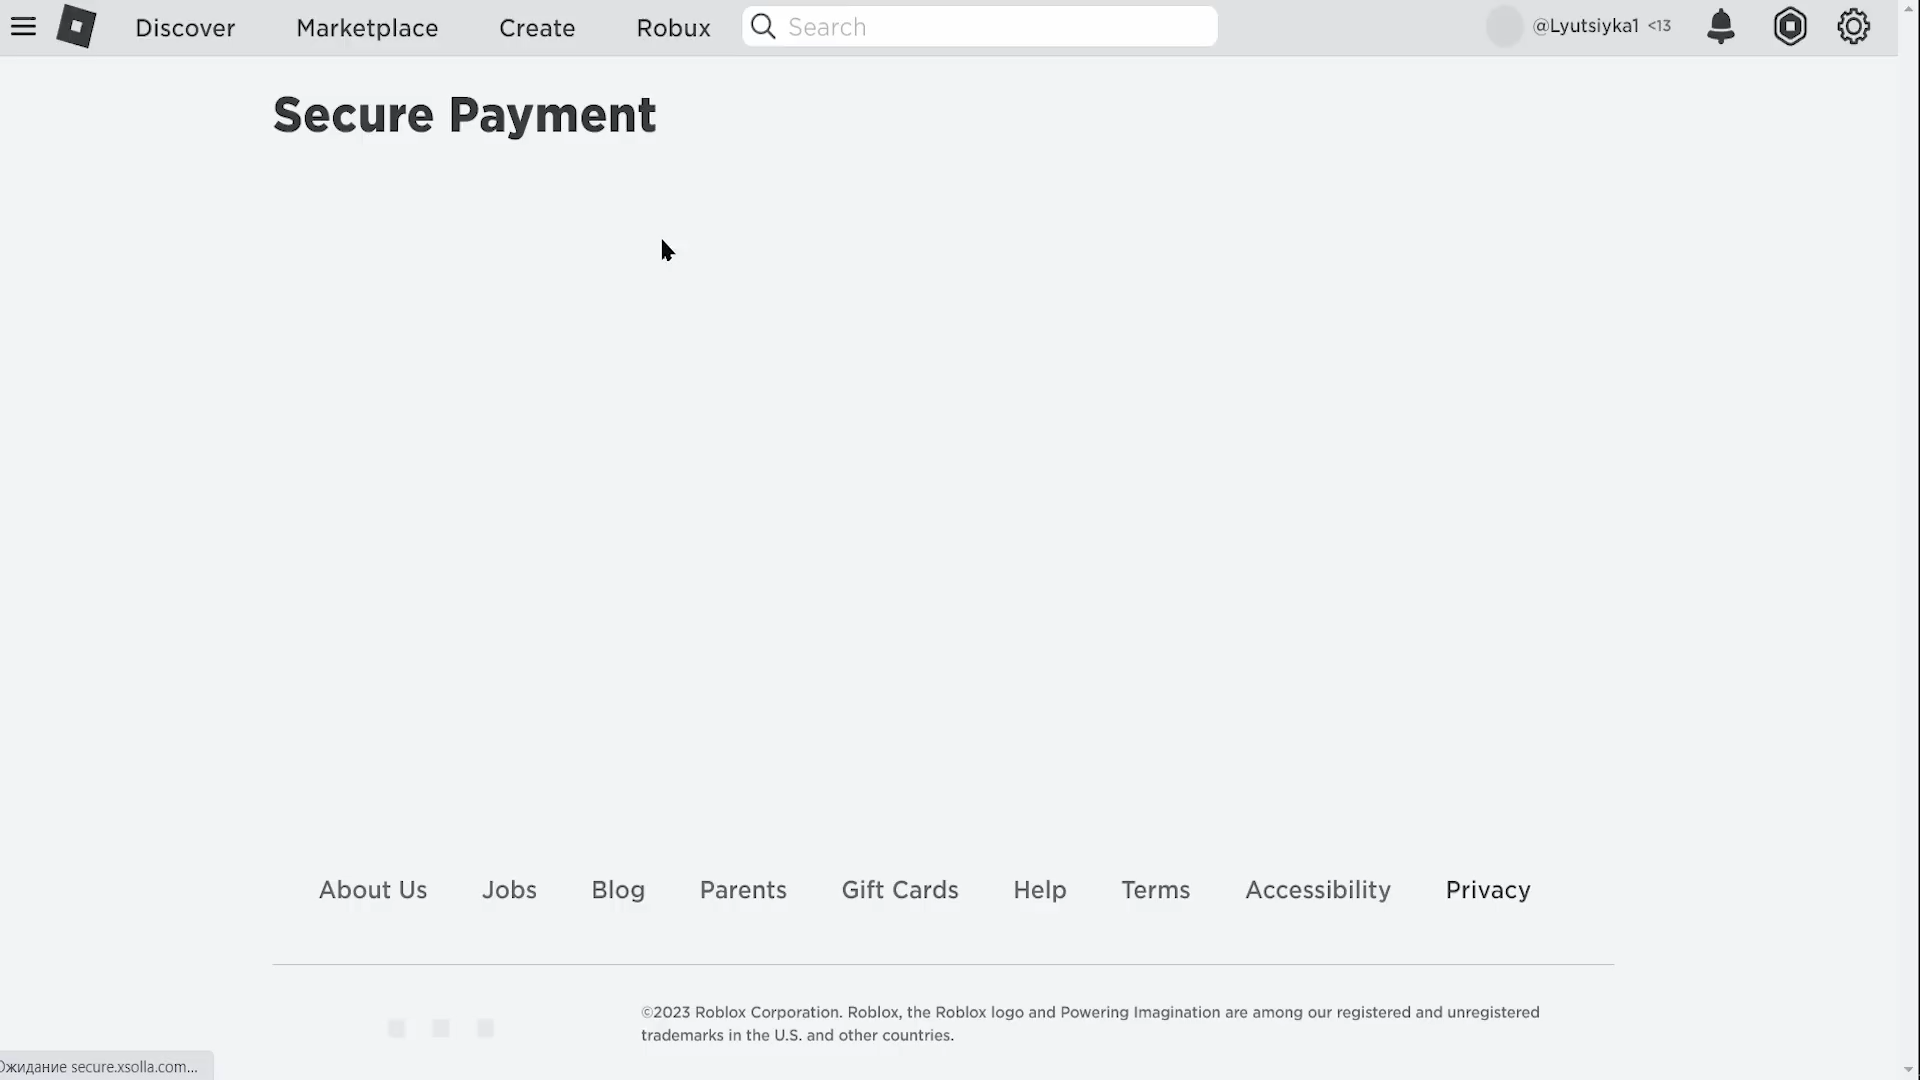 Discover Marketplace Create Robux Search @Lyutsiyka1 <13
Secure Payment
About Us Jobs Blog Parents Gift Cards Help Terms Accessibility Privacy
©2023 Roblox Corporation. Roblox, the Roblox logo and Powering Imagination are among our registered and unregistered
trademarks in the U.S. and other countries.
Ожидание secure.xsolla.com...